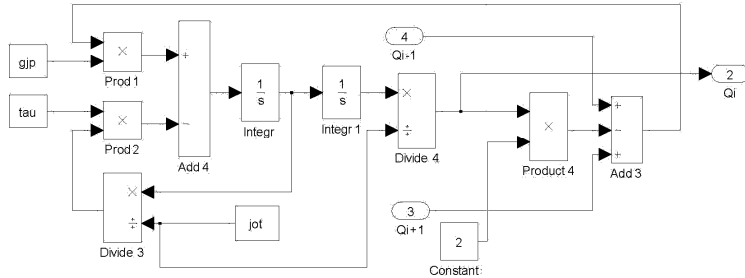 gjp
×
Prod 1
tau
×
Prod 2
+
−
Add 4
1
s
Integr
1
s
Integr 1
×
÷
Divide 4
4
Qi-1
2
Qi
×
Product 4
+
−
+
Add 3
×
÷
Divide 3
jot
3
Qi+1
2
Constant